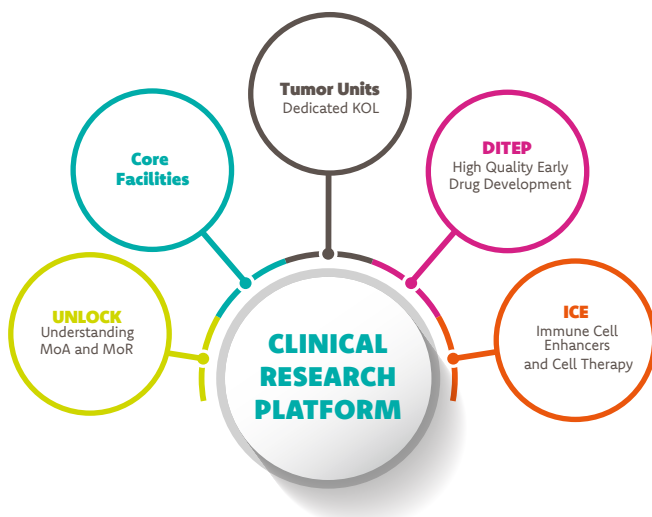 Tumor Units
Dedicated KOL
Core
Facilities
DITEP
High Quality Early
Drug Development
UNLOCK
Understanding
MoA and MoR
ICE
Immune Cell
Enhancers
and Cell Therapy
CLINICAL
RESEARCH
PLATFORM